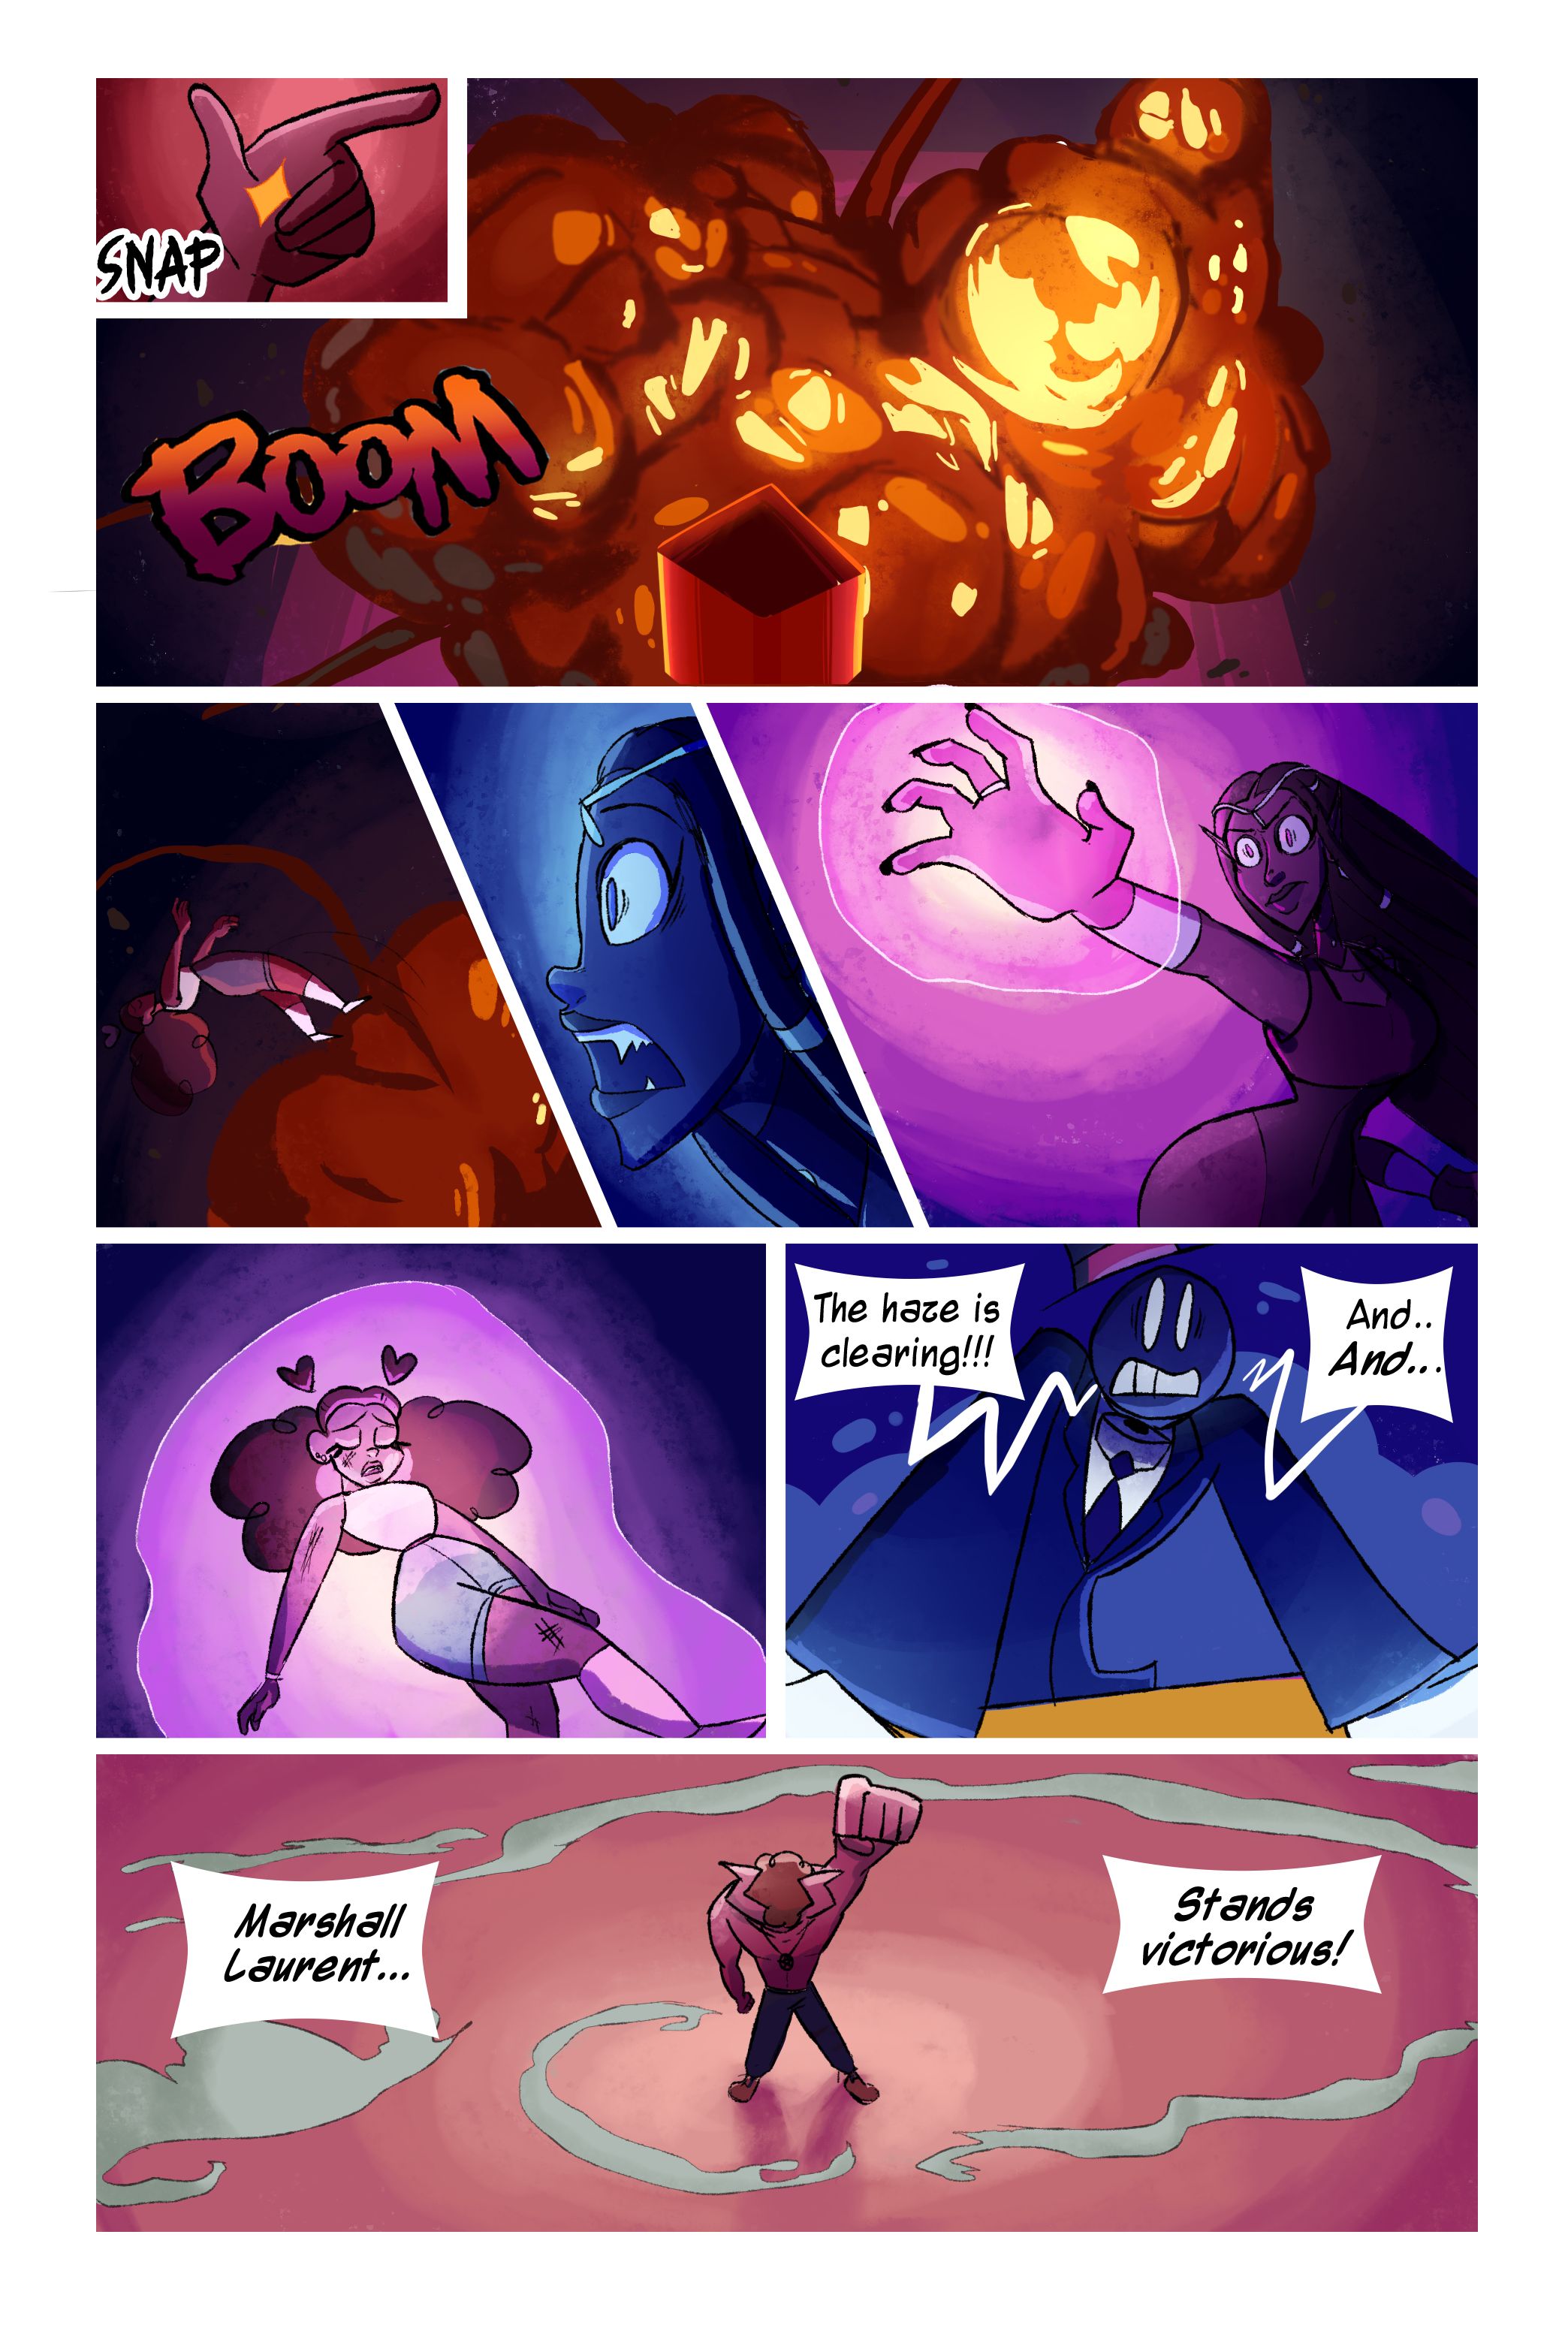 SNAP
BOOM
The haze is
clearing!!!
And..
And...
Marshall
Laurent...
Stands
victorious!